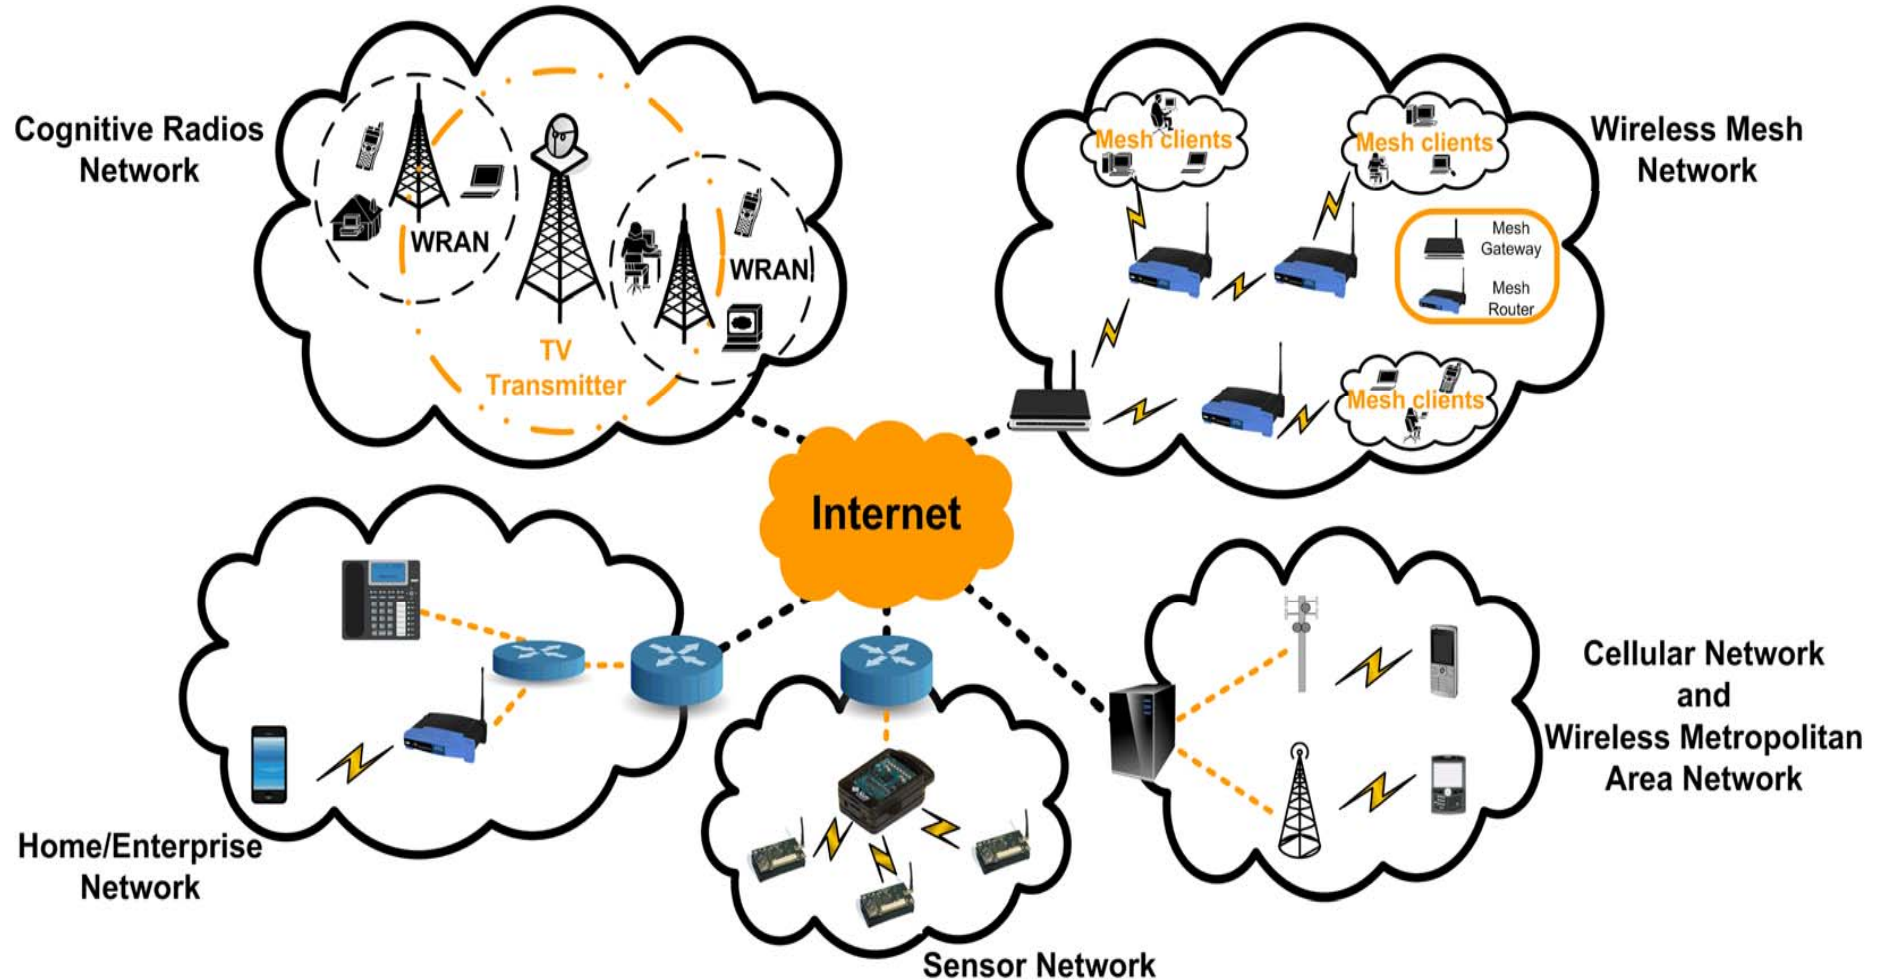 Cognitive Radios
Network
WRAN
WRAN
TV
Transmitter
Mesh clients
Mesh clients
Wireless Mesh
Network
Mesh
Gateway
Mesh
Router
Mesh clients
Internet
Home/Enterprise
Network
Sensor Network
Cellular Network
and
Wireless Metropolitan
Area Network